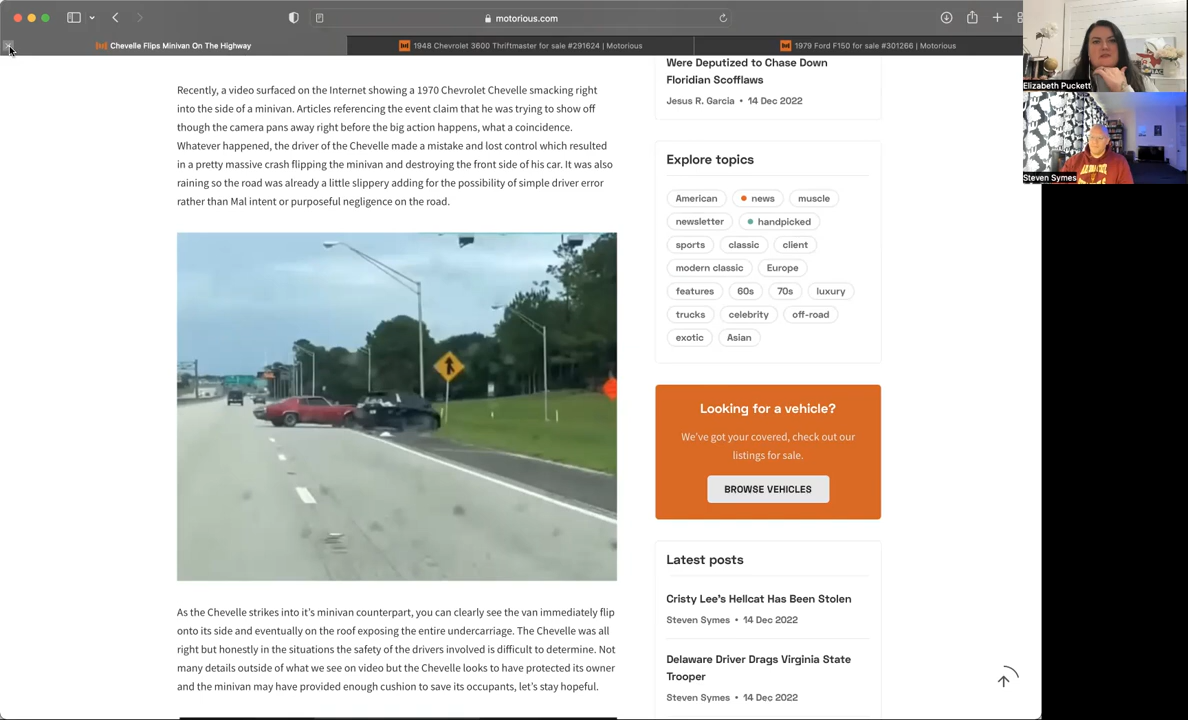 motorious.com
Chevelle Flips Minivan On The Highway
1948 Chevrolet 3600 Thriftmaster for sale #291624 | Motorious
1979 Ford F150 for sale #301266 | Motorious
Elizabeth Puckett
Steven Symes
Recently, a video surfaced on the Internet showing a 1970 Chevrolet Chevelle smacking right
into the side of a minivan. Articles referencing the event claim that he was trying to show off
though the camera pans away right before the big action happens, what a coincidence.
Whatever happened, the driver of the Chevelle made a mistake and lost control which resulted
in a pretty massive crash flipping the minivan and destroying the front side of his car. It was also
raining so the road was already a little slippery adding for the possibility of simple driver error
rather than Mal intent or purposeful negligence on the road.
As the Chevelle strikes into it's minivan counterpart, you can clearly see the van immediately flip
onto its side and eventually on the roof exposing the entire undercarriage. The Chevelle was all
right but honestly in the situations the safety of the drivers involved is difficult to determine. Not
many details outside of what we see on video but the Chevelle looks to have protected its owner
and the minivan may have provided enough cushion to save its occupants, let's stay hopeful.
Were Deputized to Chase Down
Floridian Scofflaws
Jesus R. Garcia • 14 Dec 2022
Explore topics
American
news
muscle
newsletter
handpicked
sports
classic
client
modern classic
Europe
features
60s
70s
luxury
trucks
celebrity
off-road
exotic
Asian
Looking for a vehicle?
We've got your covered, check out our
listings for sale.
BROWSE VEHICLES
Latest posts
Cristy Lee's Hellcat Has Been Stolen
Steven Symes • 14 Dec 2022
Delaware Driver Drags Virginia State
Trooper
Steven Symes • 14 Dec 2022